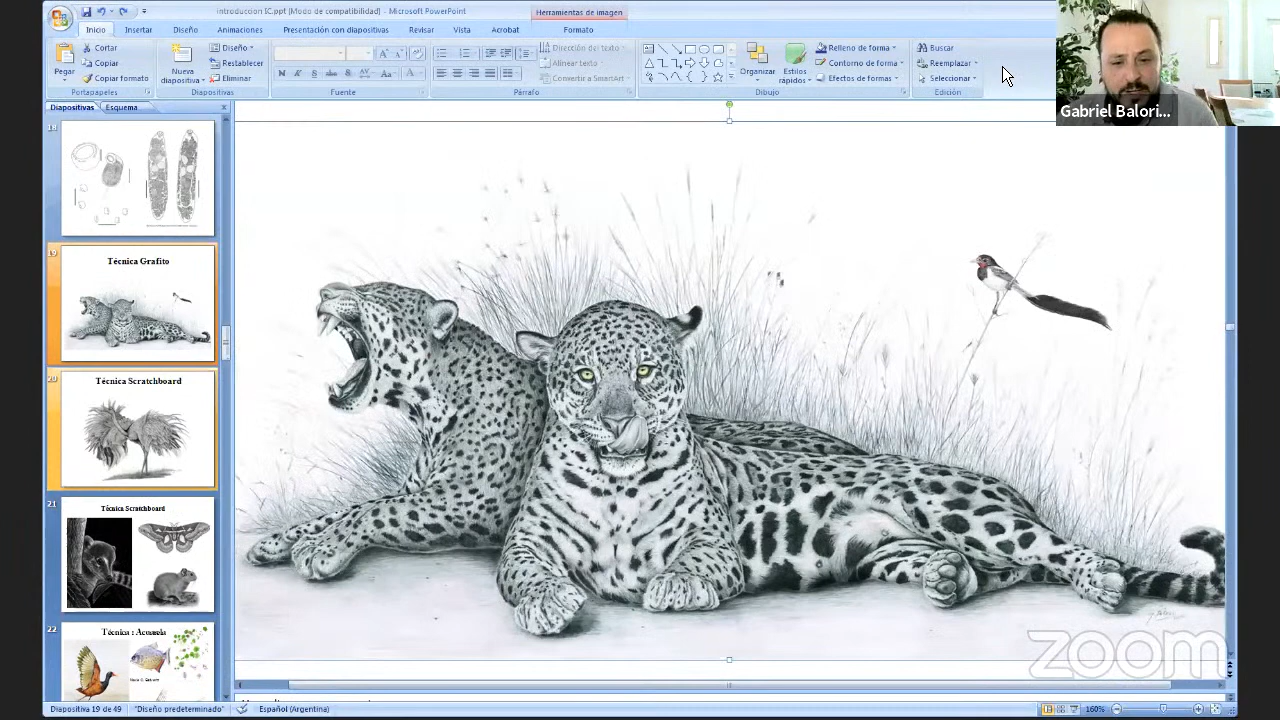 introduccion IC.ppt [Modo de compatibilidad] - Microsoft PowerPoint
Herramientas de imagen
Inicio Insertar Diseño Animaciones Presentación con diapositivas Revisar Vista Acrobat Formato
Pegar
Cortar
Copiar
Copiar formato
Portapapeles
Nueva diapositiva
Diseño
Restablecer
Eliminar
Diapositivas
Fuente
Dirección del texto
Alinear texto
Convertir a SmartArt
Párrafo
Organizar
Estilos rápidos
Relleno de forma
Contorno de forma
Efectos de formas
Dibujo
Buscar
Reemplazar
Seleccionar
Edición
Gabriel Balori...
Diapositivas Esquema
18
19
Técnica Grafito
20
Técnica Scratchboard
21
Técnica Scratchboard
22
Técnica : Acuarela
zoom
Diapositiva 19 de 49 "Diseño predeterminado" Español (Argentina) 160%